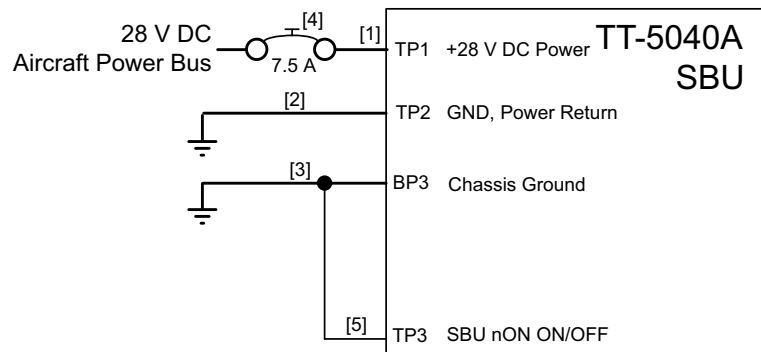 28 V DC
Aircraft Power Bus
[4]
7.5 A
[1]
TP1 +28 V DC Power
TT-5040A
SBU
[2]
TP2 GND, Power Return
[3]
BP3 Chassis Ground
[5]
TP3 SBU nON ON/OFF